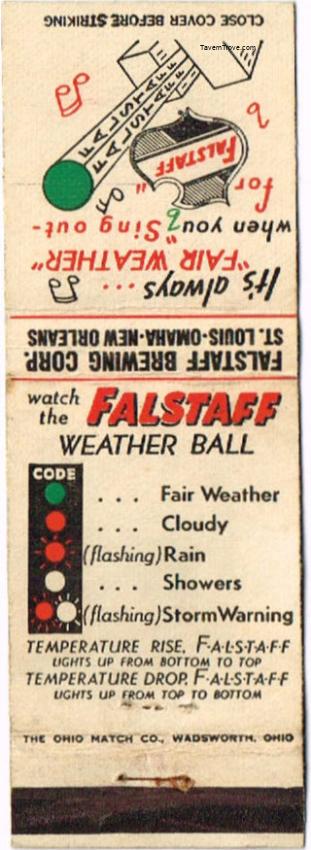 CLOSE COVER BEFORE STRIKING
TavernTrove.com
It's always ...
"FAIR WEATHER"
when you "Sing out-
for FALSTAFF"
FALSTAFF
FALSTAFF
FALSTAFF BREWING CORP.
ST. LOUIS-OMAHA-NEW ORLEANS
watch
the FALSTAFF
WEATHER BALL
CODE
... Fair Weather
... Cloudy
(flashing) Rain
... Showers
(flashing) Storm Warning
TEMPERATURE RISE, F-A-L-S-T-A-F-F
LIGHTS UP FROM BOTTOM TO TOP
TEMPERATURE DROP, F-A-L-S-T-A-F-F
LIGHTS UP FROM TOP TO BOTTOM
THE OHIO MATCH CO., WADSWORTH, OHIO